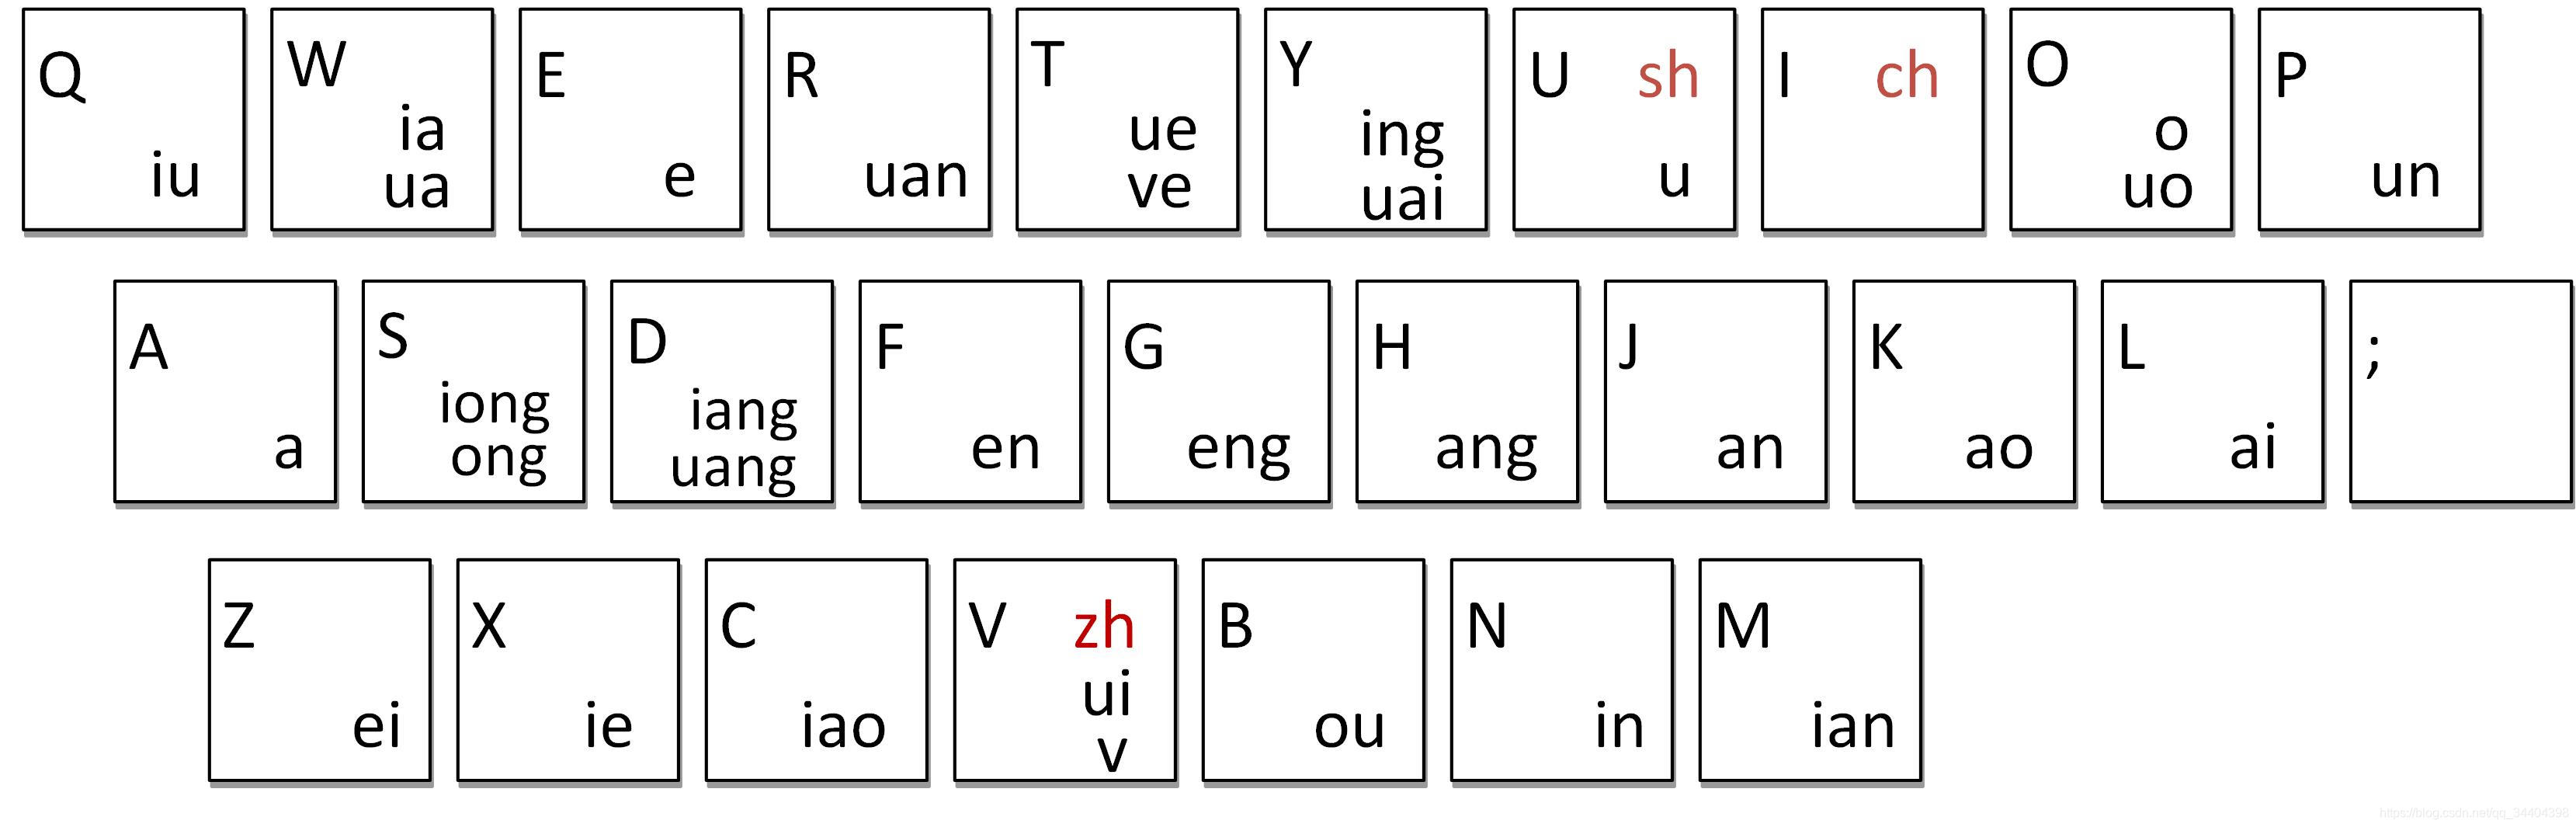 Q iu
W ia ua
E e
R uan
T ue ve
Y ing uai
U sh u
I ch
O o uo
P un
A a
S iong ong
D iang uang
F en
G eng
H ang
J an
K ao
L ai
;
Z ei
X ie
C iao
V zh ui v
B ou
N in
M ian
https://blog.csdn.net/qq_34404396